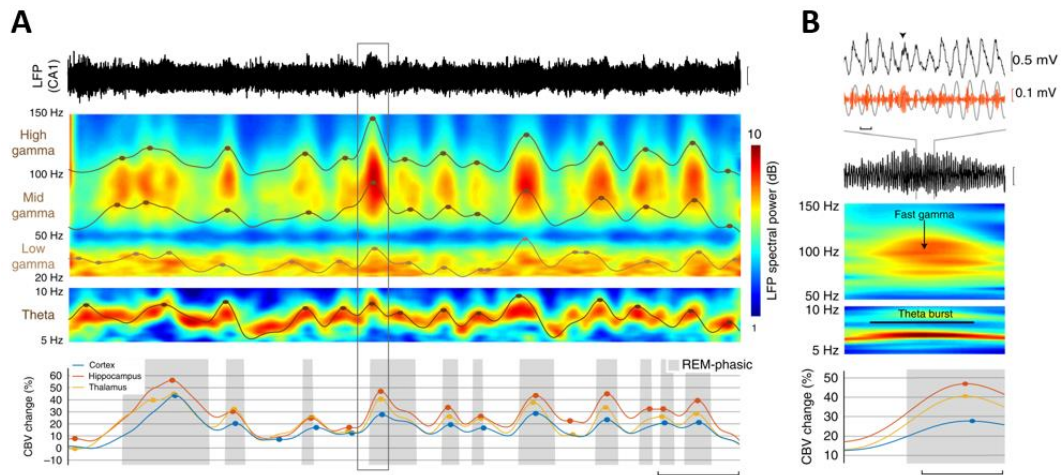 A
LFP
(CA1)
150 Hz
High
gamma
100 Hz
Mid
gamma
50 Hz
Low
gamma
20 Hz
10 Hz
Theta
5 Hz
10
LFP spectral power (dB)
1
Cortex
Hippocampus
Thalamus
REM-phasic
CBV change (%)
60
50
40
30
20
10
0
−10
B
0.5 mV
0.1 mV
150 Hz
Fast gamma
100 Hz
50 Hz
10 Hz
Theta burst
5 Hz
CBV change (%)
50
40
30
20
10